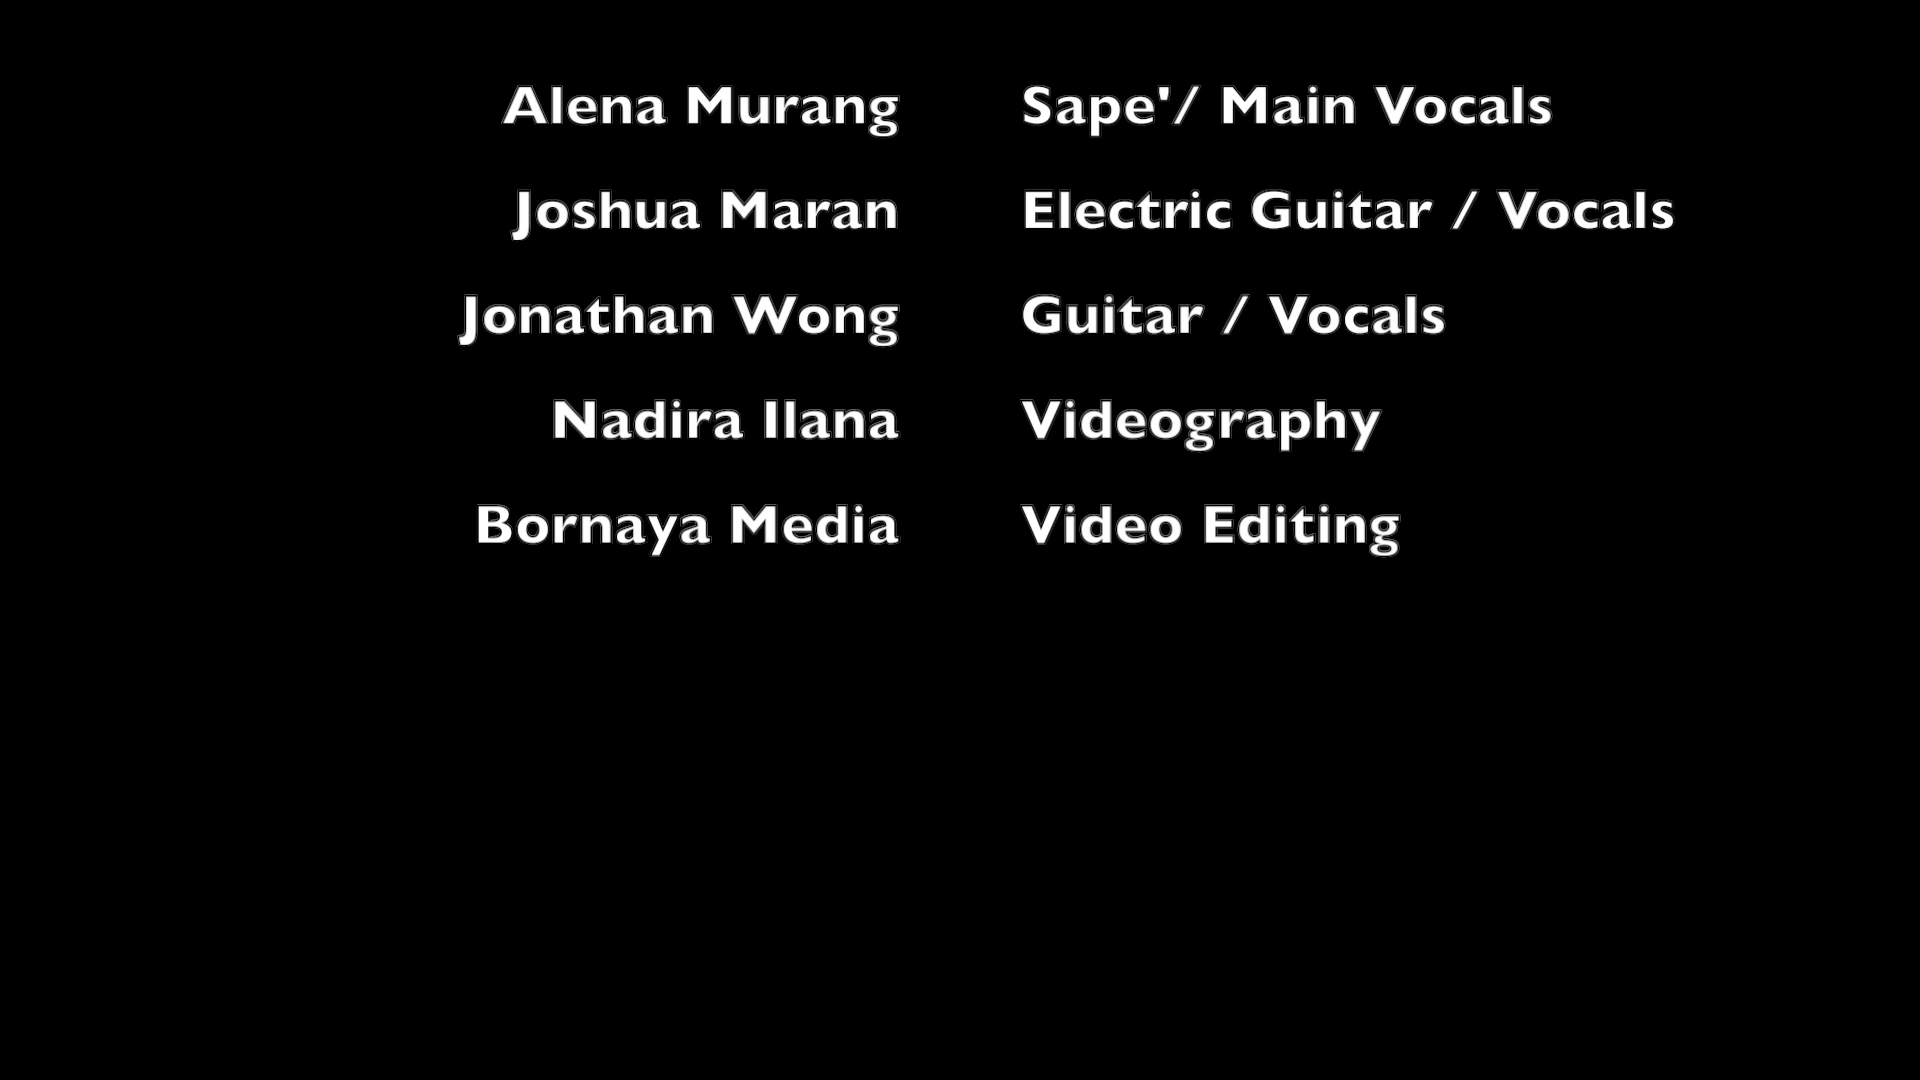 Alena Murang Sape'/ Main Vocals
Joshua Maran Electric Guitar / Vocals
Jonathan Wong Guitar / Vocals
Nadira Ilana Videography
Bornaya Media Video Editing